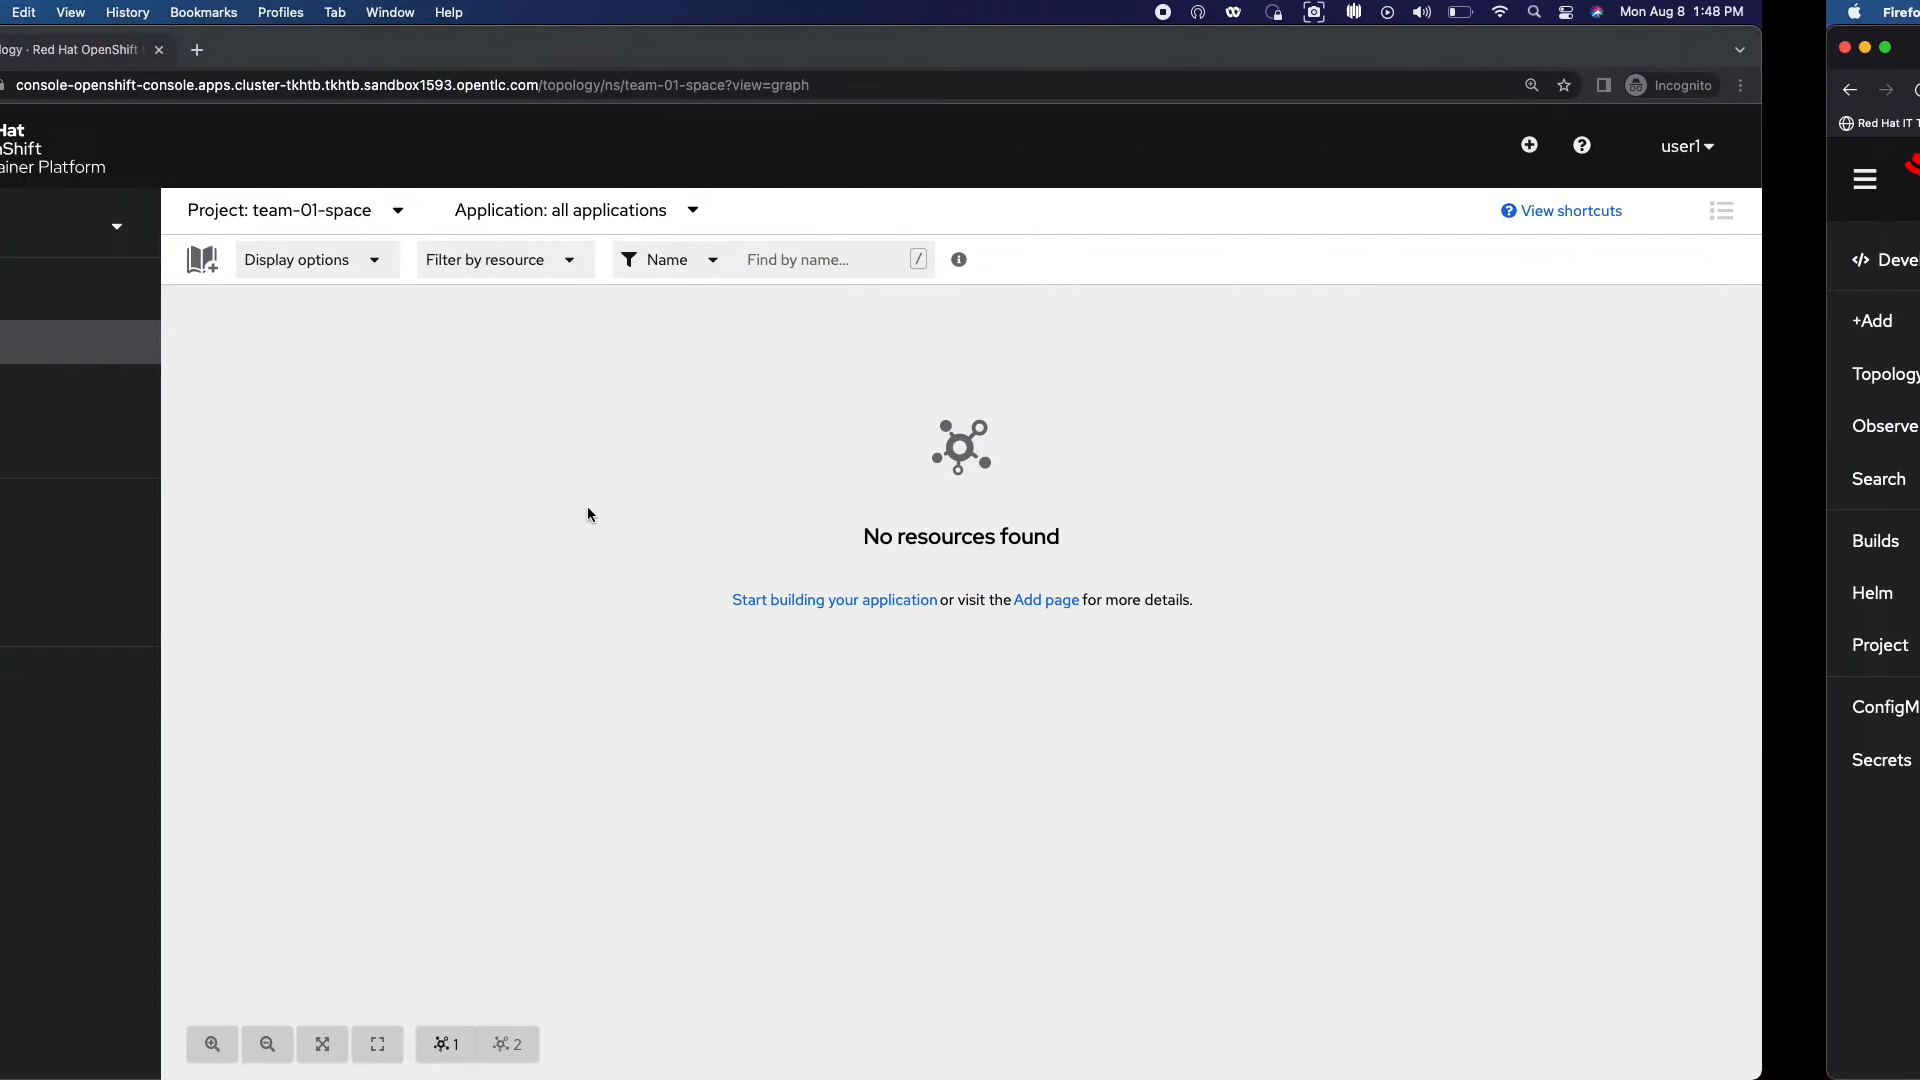 Edit View History Bookmarks Profiles Tab Window Help Mon Aug 8 1:48 PM
logy · Red Hat OpenShift
console-openshift-console.apps.cluster-tkhtb.tkhtb.sandbox1593.opentlc.com/topology/ns/team-01-space?view=graph Incognito
Hat
nShift
ainer Platform
user1
Project: team-01-space Application: all applications View shortcuts
Display options Filter by resource Name Find by name... /
No resources found
Start building your application or visit the Add page for more details.
1 2
Firefo
Red Hat IT T
</> Devel
+Add
Topology
Observe
Search
Builds
Helm
Project
ConfigM
Secrets